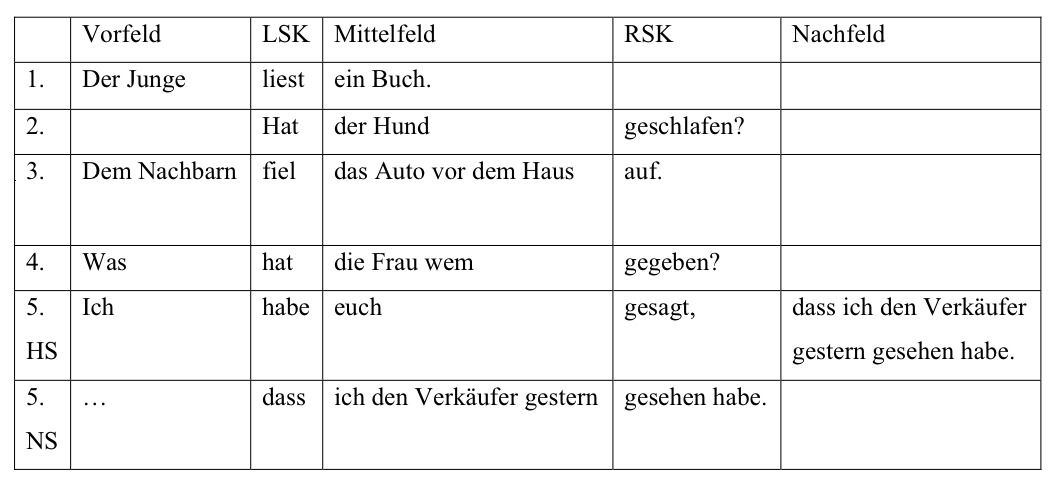 Vorfeld LSK Mittelfeld RSK Nachfeld
1. Der Junge liest ein Buch.
2. Hat der Hund geschlafen?
3. Dem Nachbarn fiel das Auto vor dem Haus auf.
4. Was hat die Frau wem gegeben?
5. Ich habe euch gesagt, dass ich den Verkäufer
HS gestern gesehen habe.
5. … dass ich den Verkäufer gestern gesehen habe.
NS